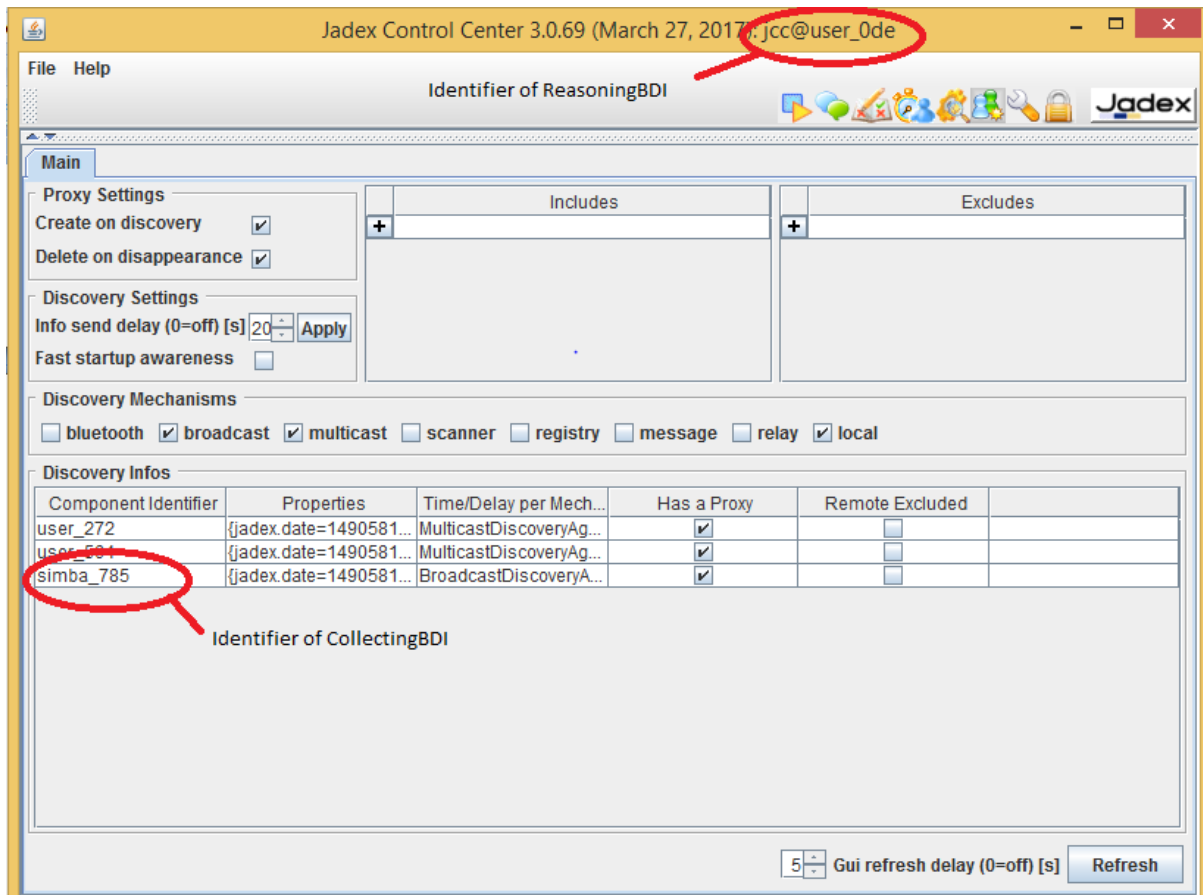 Jadex Control Center 3.0.69 (March 27, 2017): jcc@user_0de
File Help
Identifier of ReasoningBDI
Jadex
Main
Proxy Settings
Create on discovery
Delete on disappearance
Includes
Excludes
+
+
Discovery Settings
Info send delay (0=off) [s] 20 Apply
Fast startup awareness
Discovery Mechanisms
bluetooth broadcast multicast scanner registry message relay local
Discovery Infos
Component Identifier Properties Time/Delay per Mech... Has a Proxy Remote Excluded
user_272 {jadex.date=1490581... MulticastDiscoveryAg...
{jadex.date=1490581... MulticastDiscoveryAg...
simba_785 {jadex.date=1490581... BroadcastDiscoveryA...
Identifier of CollectingBDI
5 Gui refresh delay (0=off) [s] Refresh